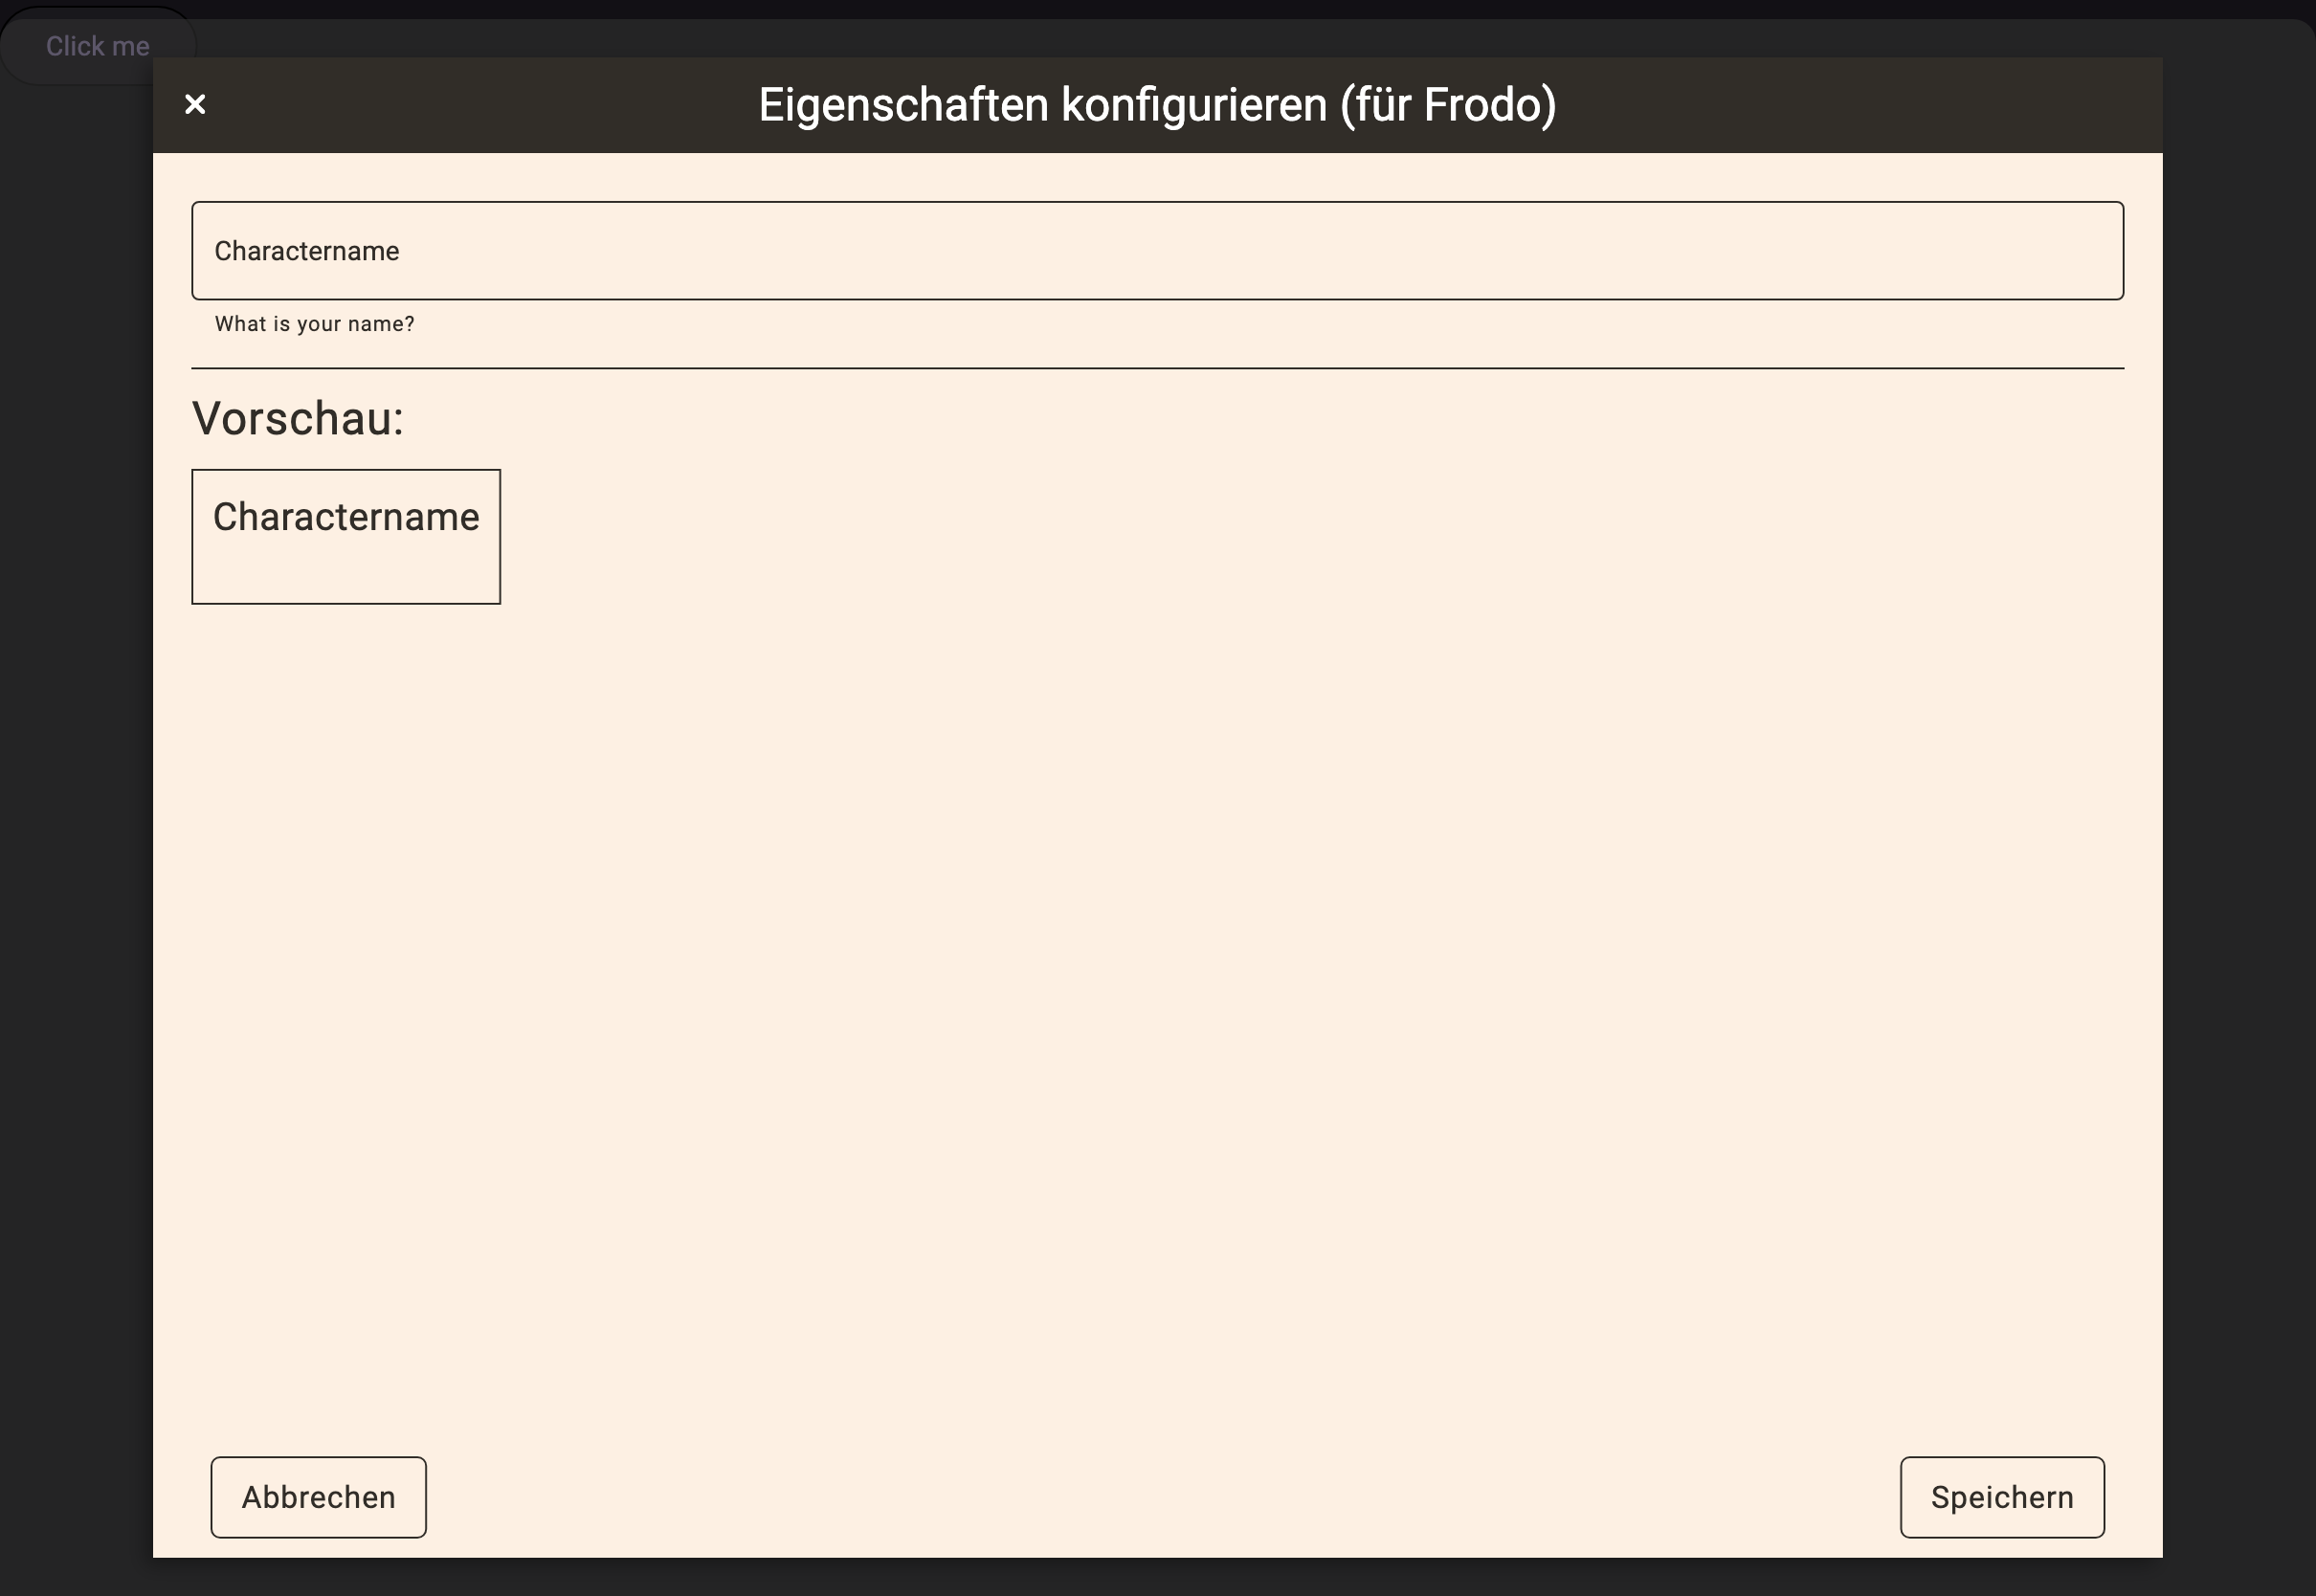 Click me
× Eigenschaften konfigurieren (für Frodo)
Charactername
What is your name?
Vorschau:
Charactername
Abbrechen Speichern